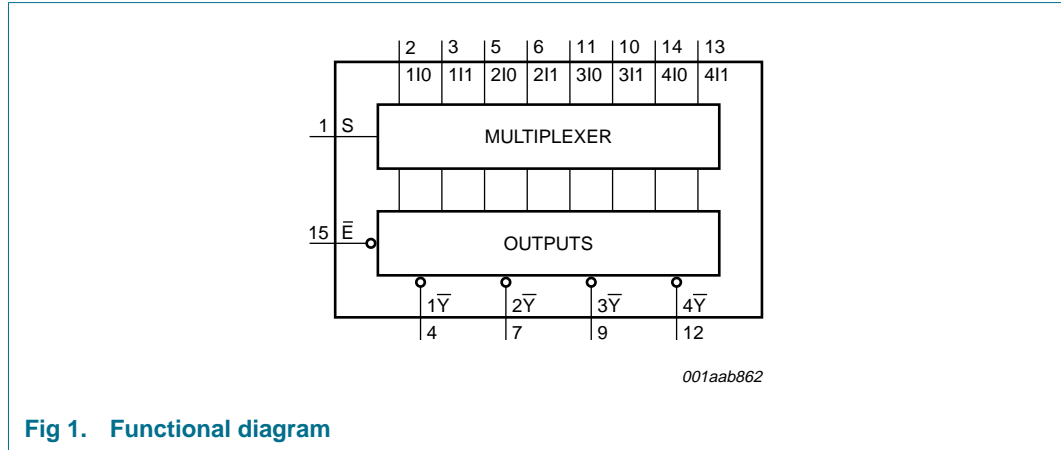 2 3 5 6 11 10 14 13
1I0 1I1 2I0 2I1 3I0 3I1 4I0 4I1
1 S
MULTIPLEXER
15 E̅
OUTPUTS
1Y̅ 2Y̅ 3Y̅ 4Y̅
4 7 9 12
001aab862
Fig 1. Functional diagram